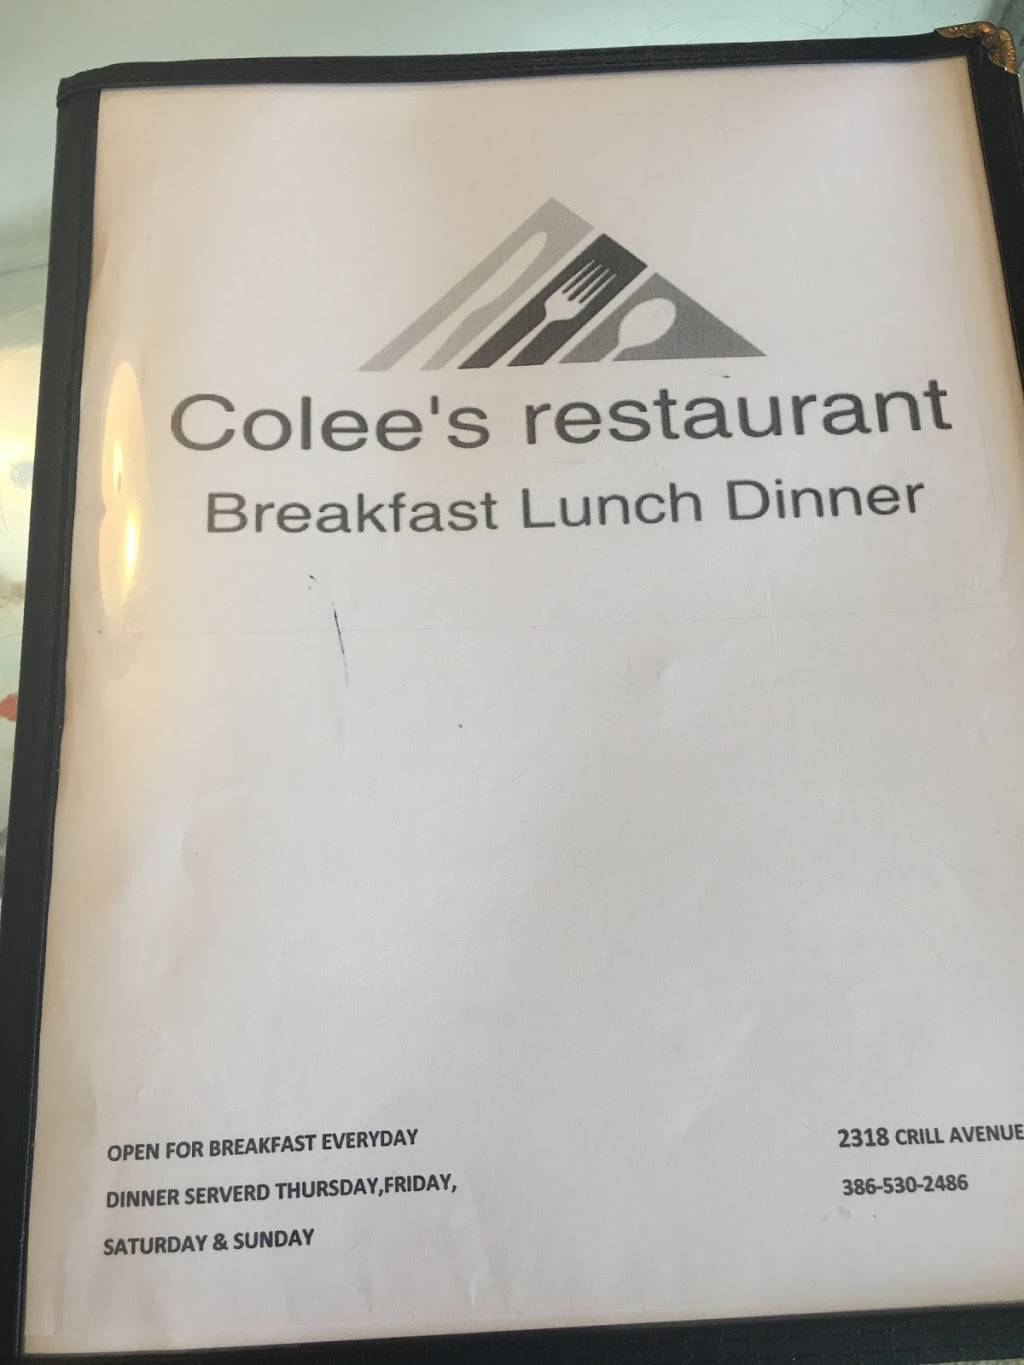 Colee's restaurant
Breakfast Lunch Dinner
OPEN FOR BREAKFAST EVERYDAY
DINNER SERVERD THURSDAY,FRIDAY,
SATURDAY & SUNDAY
2318 CRILL AVENUE
386-530-2486